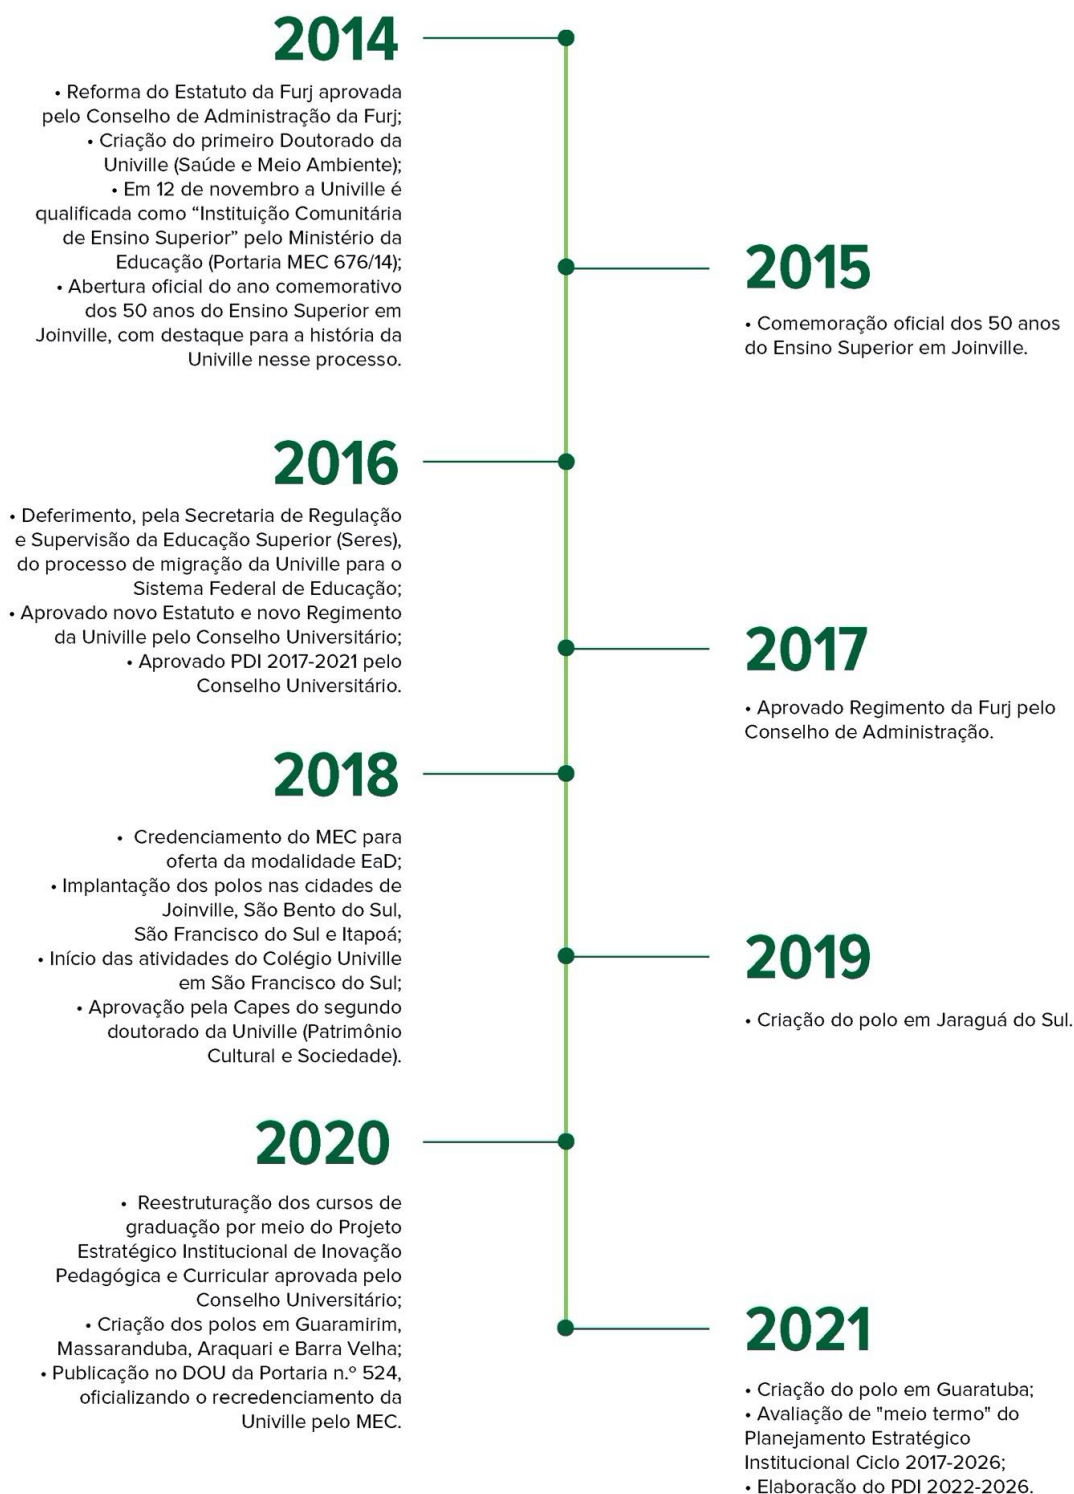 2014
• Reforma do Estatuto da Furj aprovada
pelo Conselho de Administração da Furj;
• Criação do primeiro Doutorado da
Univille (Saúde e Meio Ambiente);
• Em 12 de novembro a Univille é
qualificada como “Instituição Comunitária
de Ensino Superior” pelo Ministério da
Educação (Portaria MEC 676/14);
• Abertura oficial do ano comemorativo
dos 50 anos do Ensino Superior em
Joinville, com destaque para a história da
Univille nesse processo.
2015
• Comemoração oficial dos 50 anos
do Ensino Superior em Joinville.
2016
• Deferimento, pela Secretaria de Regulação
e Supervisão da Educação Superior (Seres),
do processo de migração da Univille para o
Sistema Federal de Educação;
• Aprovado novo Estatuto e novo Regimento
da Univille pelo Conselho Universitário;
• Aprovado PDI 2017-2021 pelo
Conselho Universitário.
2017
• Aprovado Regimento da Furj pelo
Conselho de Administração.
2018
• Credenciamento do MEC para
oferta da modalidade EaD;
• Implantação dos polos nas cidades de
Joinville, São Bento do Sul,
São Francisco do Sul e Itapoá;
• Início das atividades do Colégio Univille
em São Francisco do Sul;
• Aprovação pela Capes do segundo
doutorado da Univille (Patrimônio
Cultural e Sociedade).
2019
• Criação do polo em Jaraguá do Sul.
2020
• Reestruturação dos cursos de
graduação por meio do Projeto
Estratégico Institucional de Inovação
Pedagógica e Curricular aprovada pelo
Conselho Universitário;
• Criação dos polos em Guaramirim,
Massaranduba, Araquari e Barra Velha;
• Publicação no DOU da Portaria n.º 524,
oficializando o recredenciamento da
Univille pelo MEC.
2021
• Criação do polo em Guaratuba;
• Avaliação de "meio termo" do
Planejamento Estratégico
Institucional Ciclo 2017-2026;
• Elaboração do PDI 2022-2026.